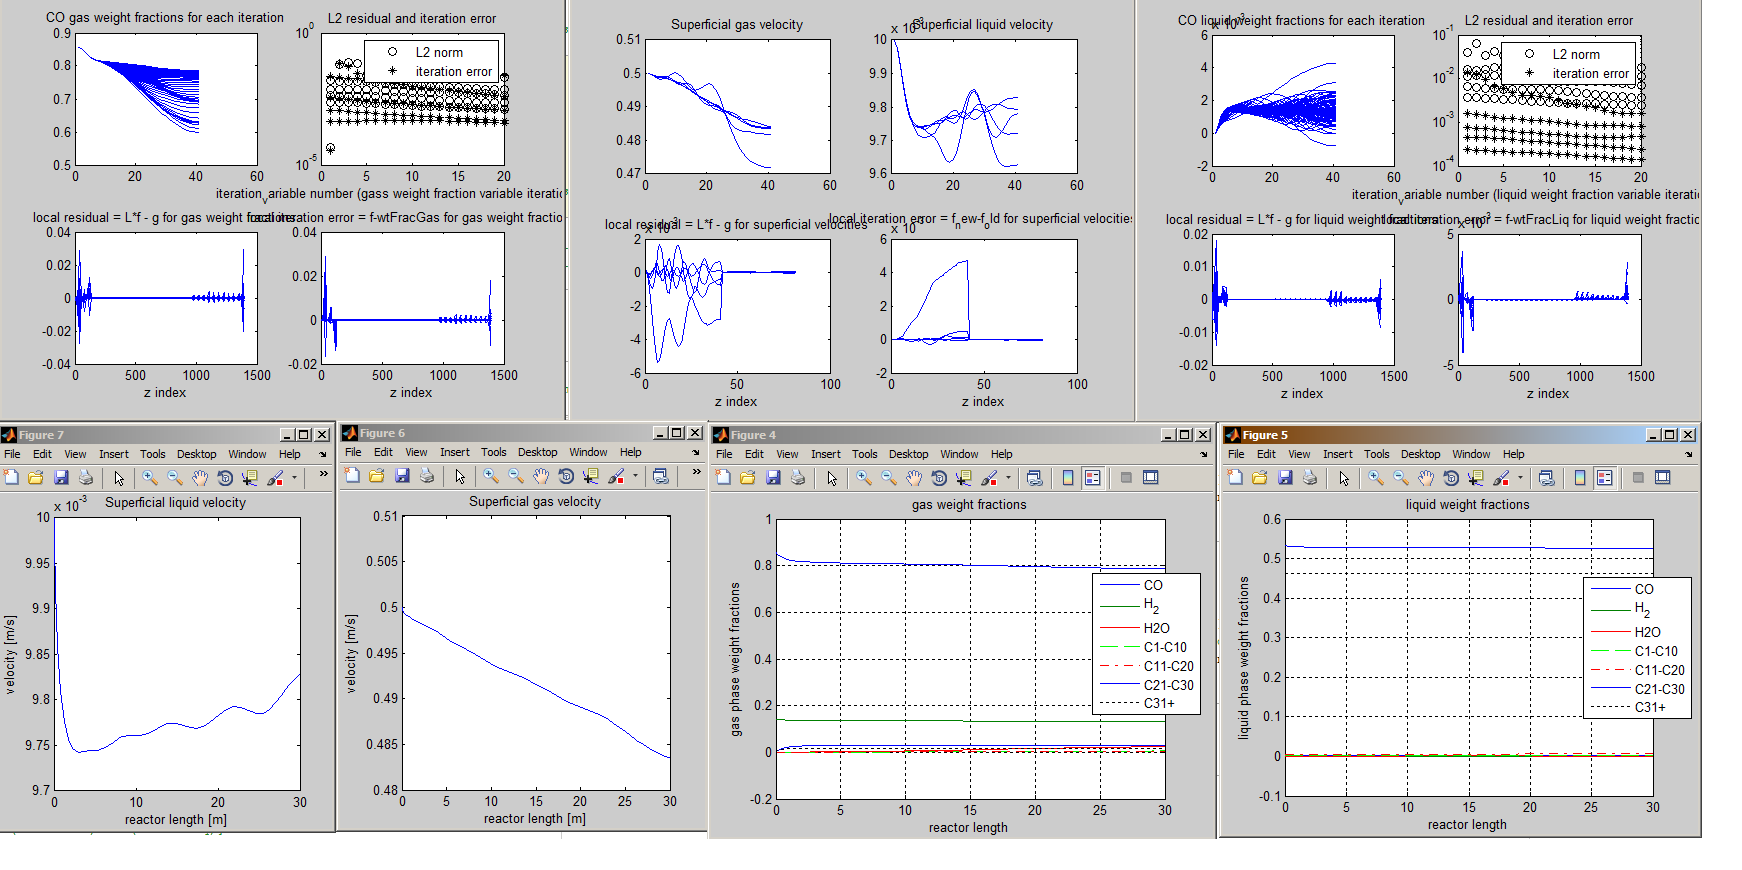 CO gas weight fractions for each iteration
0.9
0.8
0.7
0.6
0.5
0 20 40 60
L2 residual and iteration error
10^0
10^-5
L2 norm
iteration error
0 5 10 15 20
iteration_variable number (gass weight fraction variable iteratio
local residual = L*f - g for gas weight fractions
0.04
0.02
0
-0.02
-0.04
0 500 1000 1500
z index
local iteration error = f-wtFracGas for gas weight fractio
0.04
0.02
0
-0.02
0 500 1000 1500
z index
Superficial gas velocity
0.51
0.5
0.49
0.48
0.47
0 20 40 60
x 10^-3
Superficial liquid velocity
10
9.9
9.8
9.7
9.6
0 20 40 60
local residual = L*f - g for superficial velocities
x 10^-3
2
0
-2
-4
-6
0 50 100
z index
local iteration error = f_new-f_old for superficial velocities
x 10^-3
6
4
2
0
-2
0 50 100
z index
CO liquid weight fractions for each iteration
x 10^-3
6
4
2
0
-2
0 20 40 60
L2 residual and iteration error
10^-1
10^-2
10^-3
10^-4
L2 norm
iteration error
0 5 10 15 20
iteration_variable number (liquid weight fraction variable iteratio
local residual = L*f - g for liquid weight fractions
0.02
0.01
0
-0.01
-0.02
0 500 1000 1500
z index
local iteration error = f-wtFracLiq for liquid weight fractio
x 10^-3
5
0
-5
0 500 1000 1500
z index
Figure 7
File Edit View Insert Tools Desktop Window Help
x 10^-3
Superficial liquid velocity
10
9.95
9.9
9.85
9.8
9.75
9.7
velocity [m/s]
0 10 20 30
reactor length [m]
Figure 6
File Edit View Insert Tools Desktop Window Help
Superficial gas velocity
0.51
0.505
0.5
0.495
0.49
0.485
0.48
velocity [m/s]
0 5 10 15 20 25 30
reactor length [m]
Figure 4
File Edit View Insert Tools Desktop Window Help
gas weight fractions
1
0.8
0.6
0.4
0.2
0
-0.2
gas phase weight fractions
CO
H2
H2O
C1-C10
C11-C20
C21-C30
C31+
0 5 10 15 20 25 30
reactor length
Figure 5
File Edit View Insert Tools Desktop Window Help
liquid weight fractions
0.6
0.5
0.4
0.3
0.2
0.1
0
-0.1
liquid phase weight fractions
CO
H2
H2O
C1-C10
C11-C20
C21-C30
C31+
0 5 10 15 20 25 30
reactor length